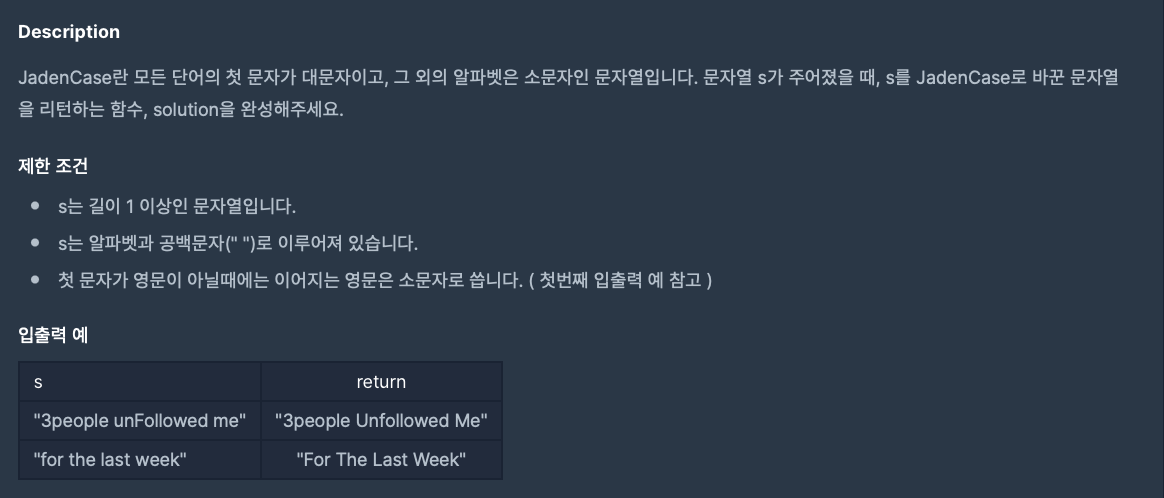 Description
JadenCase란 모든 단어의 첫 문자가 대문자이고, 그 외의 알파벳은 소문자인 문자열입니다. 문자열 s가 주어졌을 때, s를 JadenCase로 바꾼 문자열
을 리턴하는 함수, solution을 완성해주세요.
제한 조건
s는 길이 1 이상인 문자열입니다.
s는 알파벳과 공백문자(" ")로 이루어져 있습니다.
첫 문자가 영문이 아닐때에는 이어지는 영문은 소문자로 씁니다. ( 첫번째 입출력 예 참고 )
입출력 예
s return
"3people unFollowed me" "3people Unfollowed Me"
"for the last week" "For The Last Week"